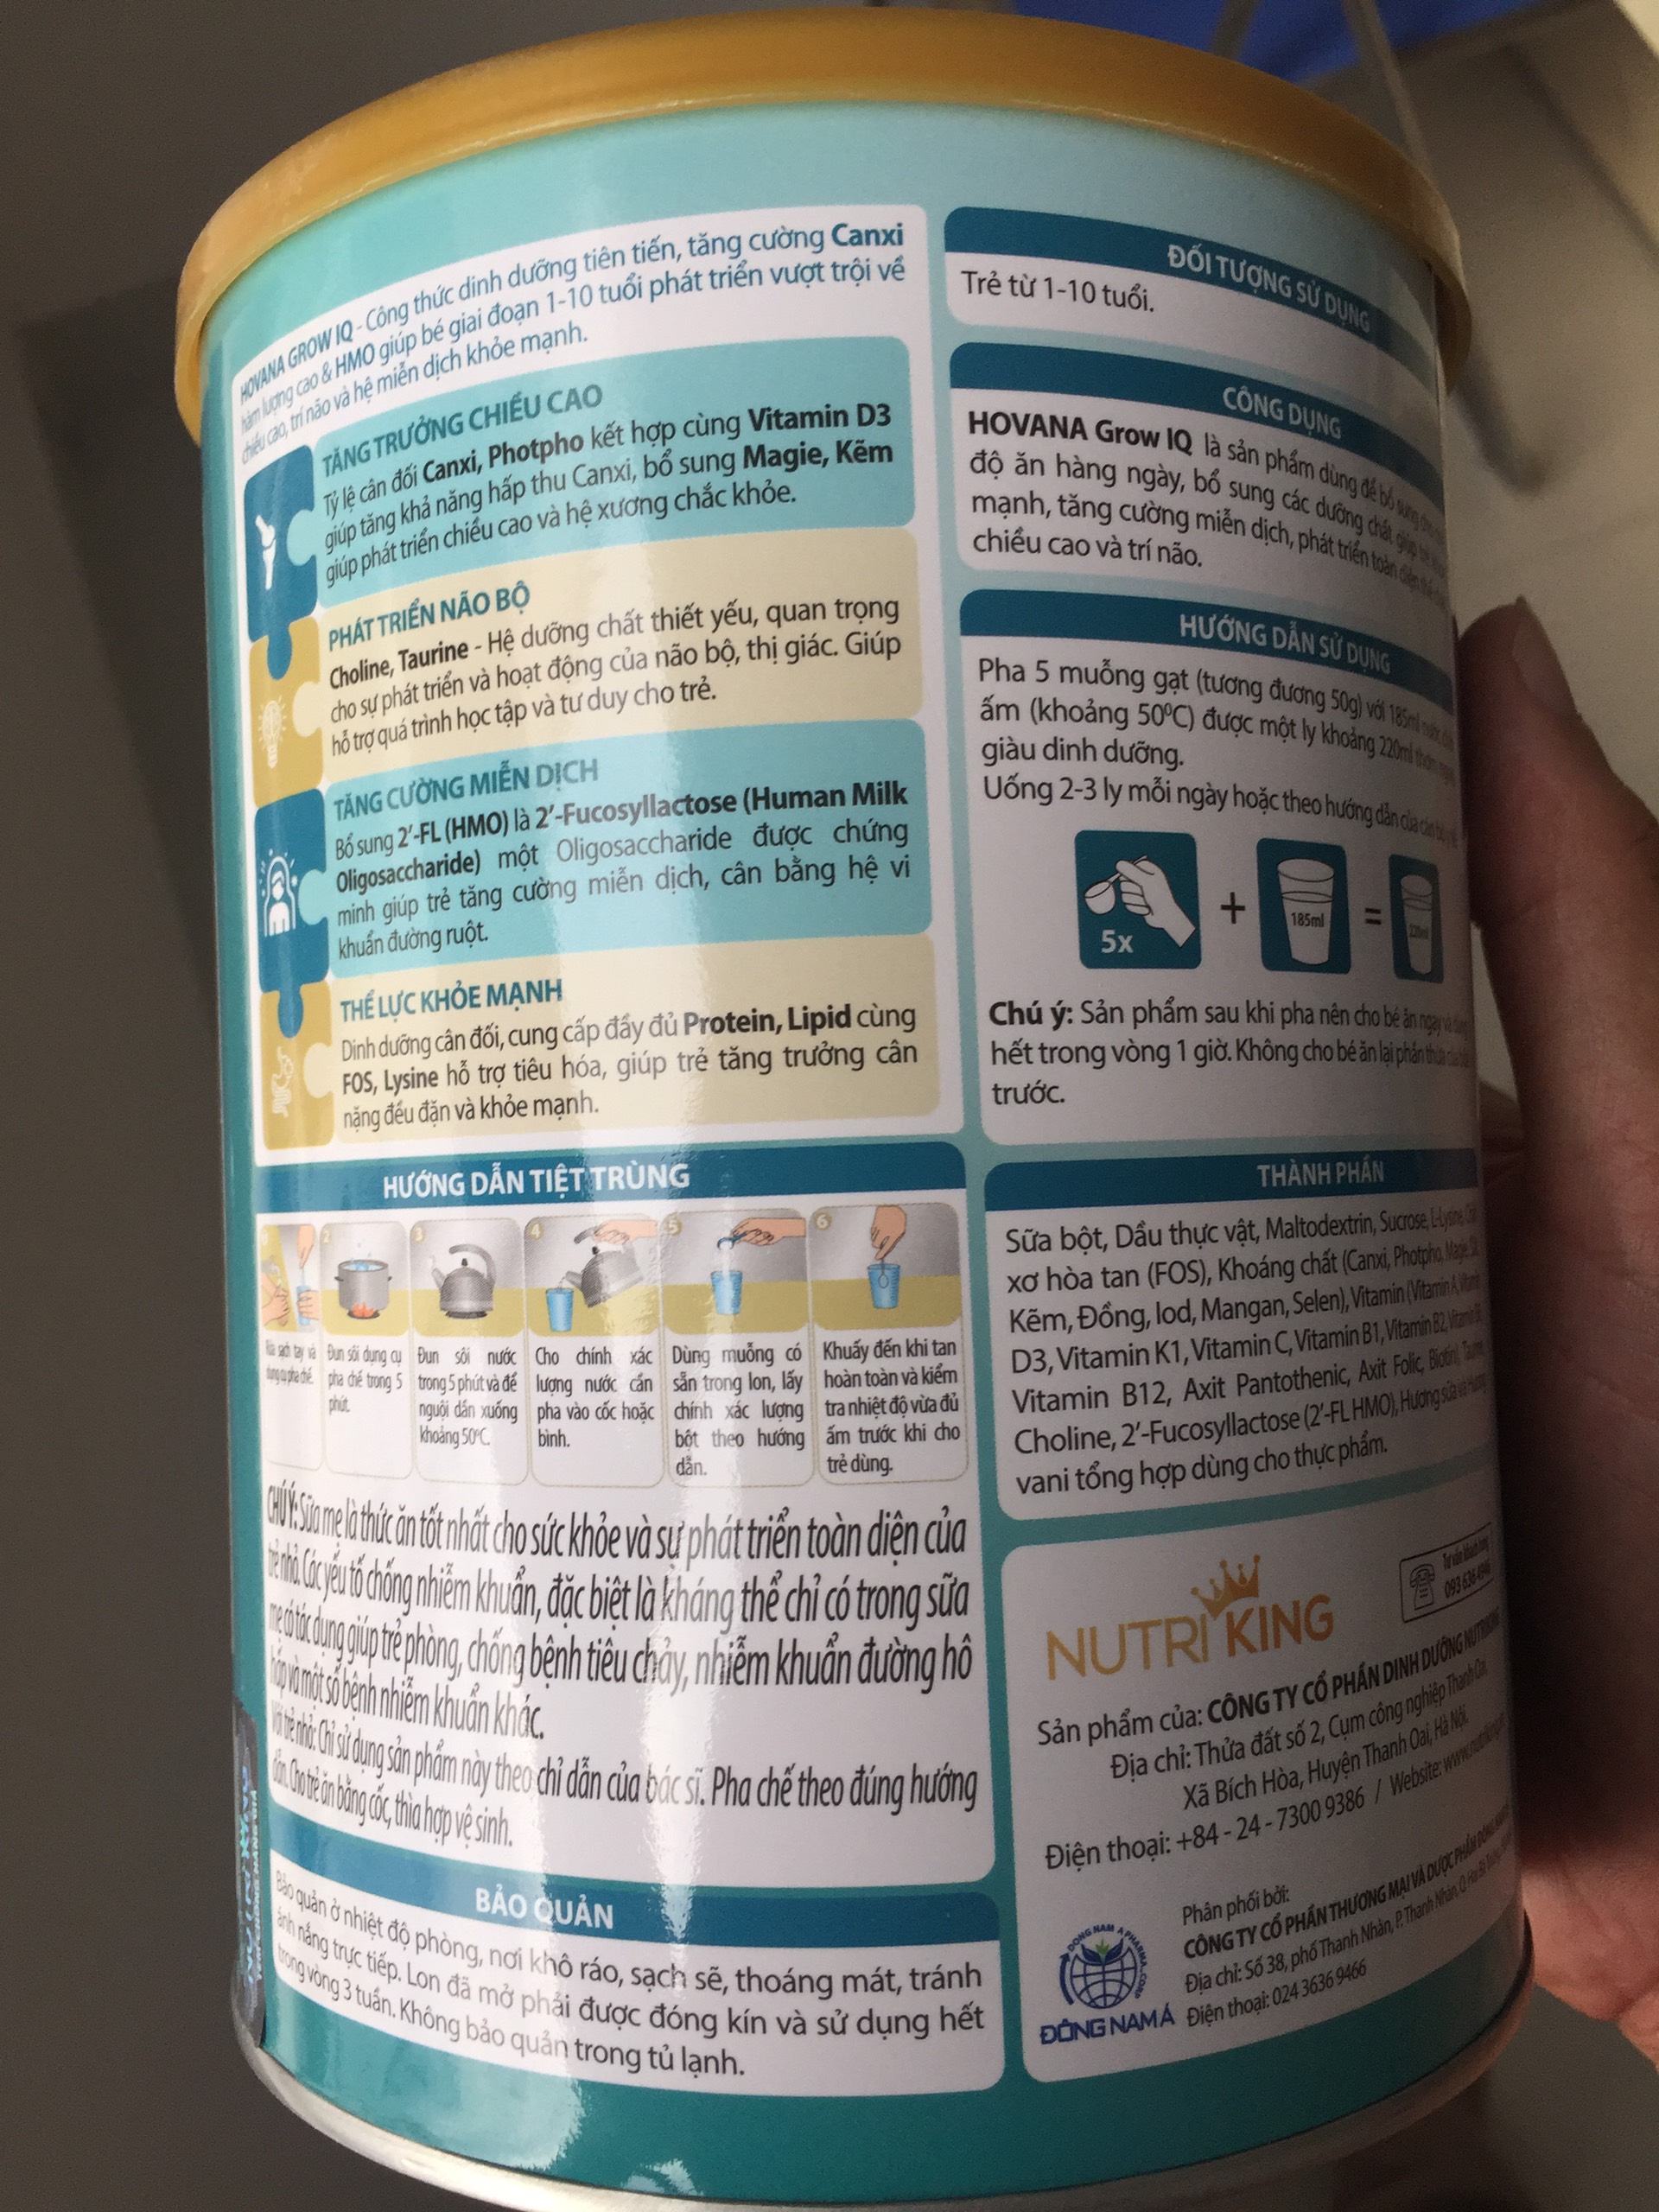 HOVANA GROW IQ - Công thức dinh dưỡng tiên tiến, tăng cường Canxi
hàm lượng cao & HMO giúp bé giai đoạn 1-10 tuổi phát triển vượt trội về
chiều cao, trí não và hệ miễn dịch khỏe mạnh.
TĂNG TRƯỞNG CHIỀU CAO
Tỷ lệ cân đối Canxi, Photpho kết hợp cùng Vitamin D3
giúp tăng khả năng hấp thu Canxi, bổ sung Magie, Kẽm
giúp phát triển chiều cao và hệ xương chắc khỏe.
PHÁT TRIỂN NÃO BỘ
Choline, Taurine - Hệ dưỡng chất thiết yếu, quan trọng
cho sự phát triển và hoạt động của não bộ, thị giác. Giúp
hỗ trợ quá trình học tập và tư duy cho trẻ.
TĂNG CƯỜNG MIỄN DỊCH
Bổ sung 2’-FL (HMO) là 2’-Fucosyllactose (Human Milk
Oligosaccharide) một Oligosaccharide được chứng
minh giúp trẻ tăng cường miễn dịch, cân bằng hệ vi
khuẩn đường ruột.
THỂ LỰC KHỎE MẠNH
Dinh dưỡng cân đối, cung cấp đầy đủ Protein, Lipid cùng
FOS, Lysine hỗ trợ tiêu hóa, giúp trẻ tăng trưởng cân
nặng đều đặn và khỏe mạnh.
HƯỚNG DẪN TIỆT TRÙNG
Rửa sạch tay và
dụng cụ pha chế.
2
Đun sôi dụng cụ
pha chế trong 5
phút.
3
Đun sôi nước
trong 5 phút và để
nguội dần xuống
khoảng 50°C.
4
Cho chính xác
lượng nước cần
pha vào cốc hoặc
bình.
5
Dùng muỗng có
sẵn trong lon, lấy
chính xác lượng
bột theo hướng
dẫn.
6
Khuấy đến khi tan
hoàn toàn và kiểm
tra nhiệt độ vừa đủ
ấm trước khi cho
trẻ dùng.
CHÚ Ý: Sữa mẹ là thức ăn tốt nhất cho sức khỏe và sự phát triển toàn diện của
trẻ nhỏ. Các yếu tố chống nhiễm khuẩn, đặc biệt là kháng thể chỉ có trong sữa
mẹ có tác dụng giúp trẻ phòng, chống bệnh tiêu chảy, nhiễm khuẩn đường hô
hấp và một số bệnh nhiễm khuẩn khác.
Với trẻ nhỏ: Chỉ sử dụng sản phẩm này theo chỉ dẫn của bác sĩ. Pha chế theo đúng hướng
dẫn. Cho trẻ ăn bằng cốc, thìa hợp vệ sinh.
BẢO QUẢN
Bảo quản ở nhiệt độ phòng, nơi khô ráo, sạch sẽ, thoáng mát, tránh
ánh nắng trực tiếp. Lon đã mở phải được đóng kín và sử dụng hết
trong vòng 3 tuần. Không bảo quản trong tủ lạnh.
ĐỐI TƯỢNG SỬ DỤNG
Trẻ từ 1-10 tuổi.
CÔNG DỤNG
HOVANA Grow IQ là sản phẩm dùng để bổ sung
độ ăn hàng ngày, bổ sung các dưỡng chất giúp
mạnh, tăng cường miễn dịch, phát triển toàn diện
chiều cao và trí não.
HƯỚNG DẪN SỬ DỤNG
Pha 5 muỗng gạt (tương đương 50g) với 185ml nước
ấm (khoảng 50°C) được một ly khoảng 220ml
giàu dinh dưỡng.
Uống 2-3 ly mỗi ngày hoặc theo hướng dẫn của
5x + 185ml = 220ml
Chú ý: Sản phẩm sau khi pha nên cho bé ăn ngay và
hết trong vòng 1 giờ. Không cho bé ăn lại phần thừa
trước.
THÀNH PHẦN
Sữa bột, Dầu thực vật, Maltodextrin, Sucrose, L-Lysine,
xơ hòa tan (FOS), Khoáng chất (Canxi, Photpho, Magie,
Kẽm, Đồng, Iod, Mangan, Selen), Vitamin (Vitamin A, Vitamin
D3, Vitamin K1, Vitamin C, Vitamin B1, Vitamin B2, Vitamin
Vitamin B12, Axit Pantothenic, Axit Folic, Biotin), Taurine,
Choline, 2’-Fucosyllactose (2’-FL HMO), Hương sữa và Hương
vani tổng hợp dùng cho thực phẩm.
NUTRI KING
Tư vấn khách hàng
Sản phẩm của: CÔNG TY CỔ PHẦN DINH DƯỠNG NUTRIKING
Địa chỉ: Thửa đất số 2, Cụm công nghiệp Thanh Oai,
Xã Bích Hòa, Huyện Thanh Oai, Hà Nội.
Điện thoại: +84 - 24 - 7300 9386 / Website:
Phân phối bởi:
CÔNG TY CỔ PHẦN THƯƠNG MẠI VÀ DƯỢC PHẨM ĐÔNG NAM Á
Địa chỉ: Số 38, phố Thanh Nhàn, P. Thanh Nhàn, Q. Hai Bà Trưng,
Điện thoại: 024 3636 9466
ĐÔNG NAM Á